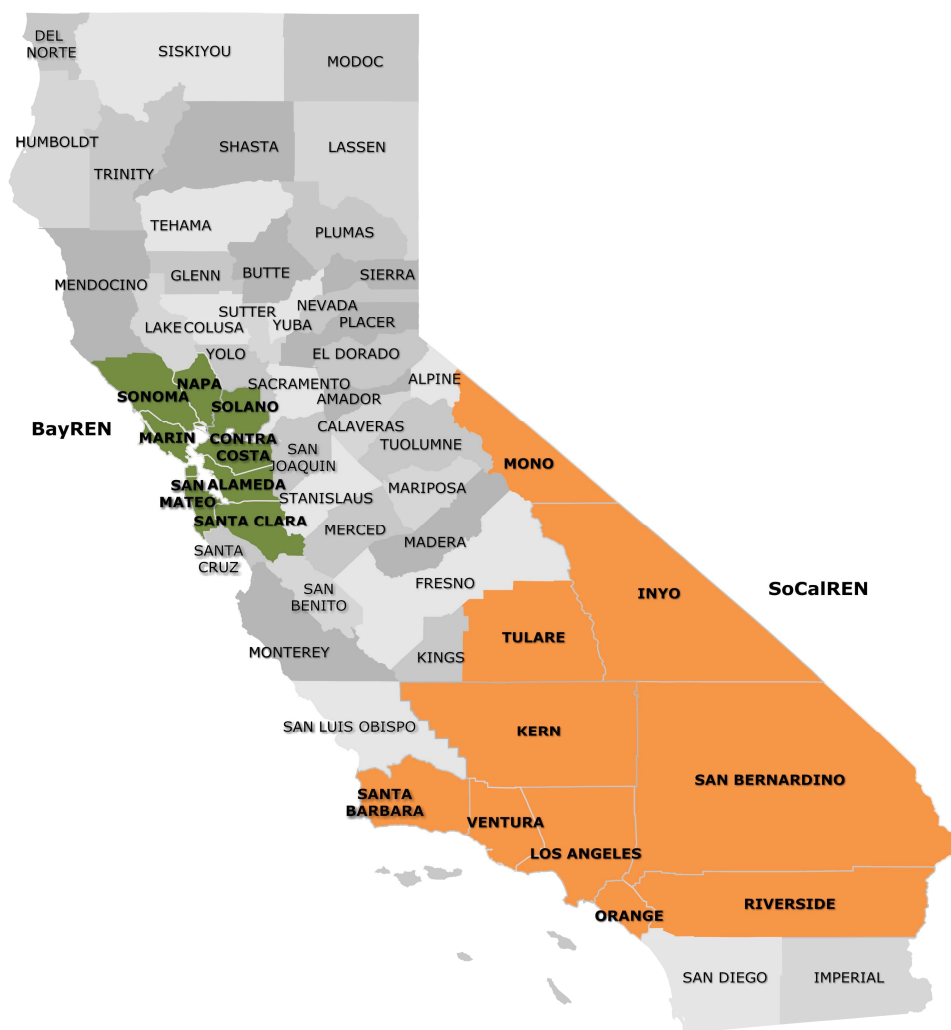 DEL
NORTE
SISKIYOU
MODOC
HUMBOLDT
TRINITY
SHASTA
LASSEN
TEHAMA
PLUMAS
MENDOCINO
GLENN
BUTTE
SIERRA
LAKE
COLUSA
SUTTER
YUBA
NEVADA
PLACER
YOLO
EL DORADO
NAPA
SONOMA
SACRAMENTO
ALPINE
AMADOR
SOLANO
BayREN
MARIN
CONTRA
COSTA
CALAVERAS
TUOLUMNE
SAN
JOAQUIN
MONO
SAN
MATEO
ALAMEDA
STANISLAUS
MARIPOSA
SANTA CLARA
MERCED
MADERA
SANTA
CRUZ
SAN
BENITO
FRESNO
INYO
SoCalREN
MONTEREY
KINGS
TULARE
SAN LUIS OBISPO
KERN
SAN BERNARDINO
SANTA
BARBARA
VENTURA
LOS ANGELES
ORANGE
RIVERSIDE
SAN DIEGO
IMPERIAL